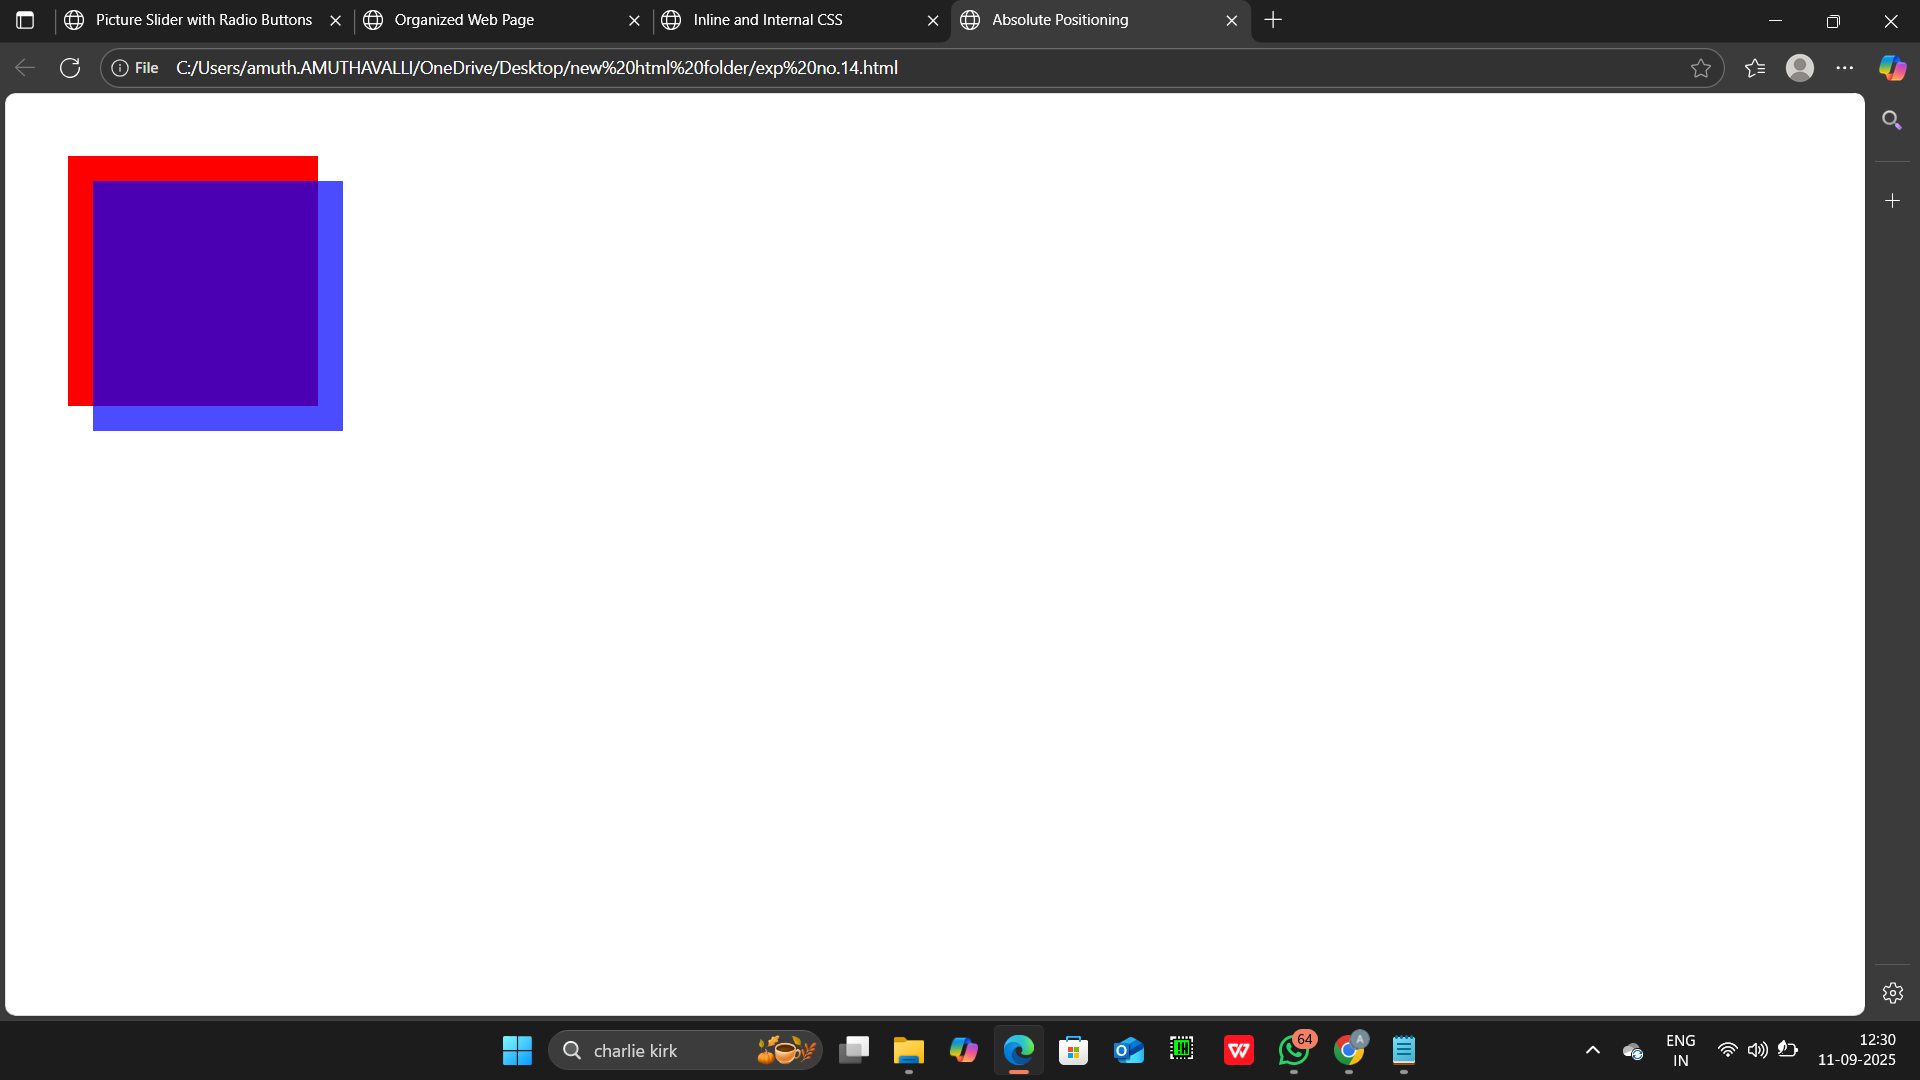 Picture Slider with Radio Buttons
Organized Web Page
Inline and Internal CSS
Absolute Positioning
File
C:/Users/amuth.AMUTHAVALLI/OneDrive/Desktop/new%20html%20folder/exp%20no.14.html
charlie kirk
64
A
ENG
IN
12:30
11-09-2025